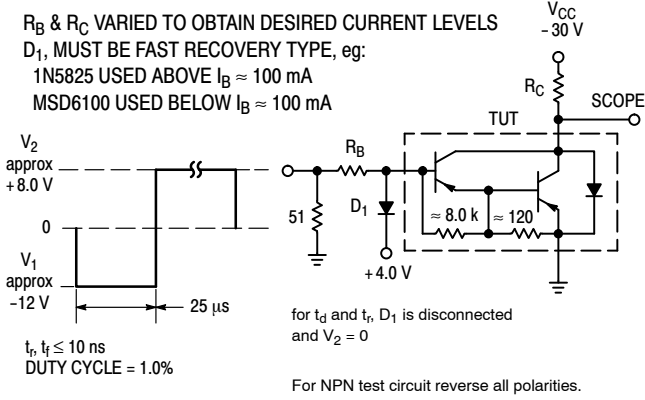 R_B & R_C VARIED TO OBTAIN DESIRED CURRENT LEVELS
D_1, MUST BE FAST RECOVERY TYPE, eg:
1N5825 USED ABOVE I_B ≈ 100 mA
MSD6100 USED BELOW I_B ≈ 100 mA
V_CC
- 30 V
R_C
SCOPE
TUT
V_2
approx
+ 8.0 V
0
V_1
approx
-12 V
25 μs
t_r, t_f ≤ 10 ns
DUTY CYCLE = 1.0%
R_B
51
D_1
+ 4.0 V
≈ 8.0 k
≈ 120
for t_d and t_r, D_1 is disconnected
and V_2 = 0
For NPN test circuit reverse all polarities.